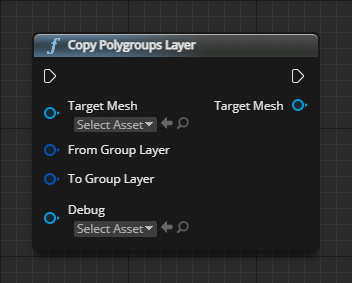 f Copy Polygroups Layer
Target Mesh
Target Mesh
Select Asset
From Group Layer
To Group Layer
Debug
Select Asset